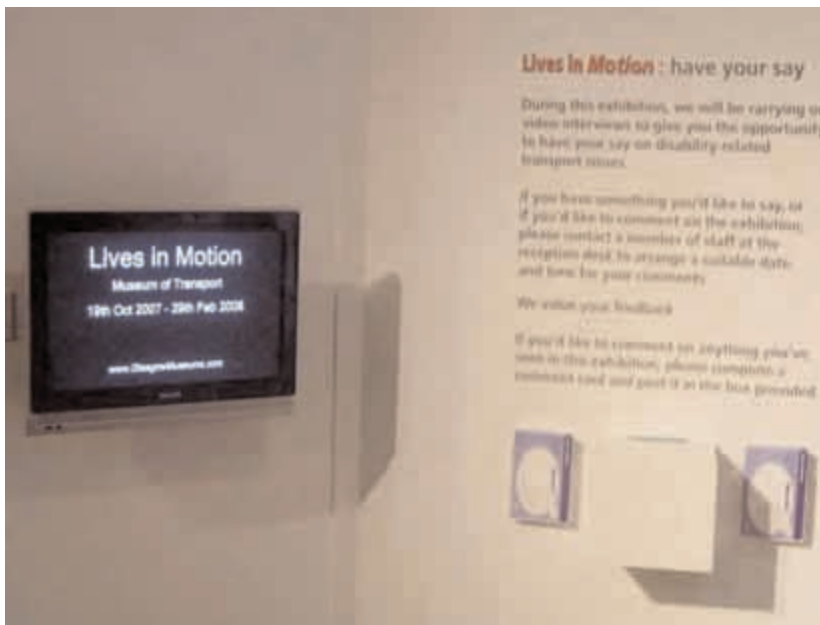 Lives in Motion
Museum of Transport
19th Oct 2007 - 29th Feb 2008
www.GlasgowMuseums.com
PHILIPS
Lives in Motion : have your say
During this exhibition, we will be carrying
video interviews to give you the opportunity
to have your say on disability-related
transport issues.
If you have something you'd like to say, or
if you'd like to comment on the exhibition,
please contact a member of staff at the
reception desk to arrange a suitable date
and time for your comments
We value your feedback
If you'd like to comment on anything you've
seen in this exhibition, please complete a
comment card and post it in the box provided